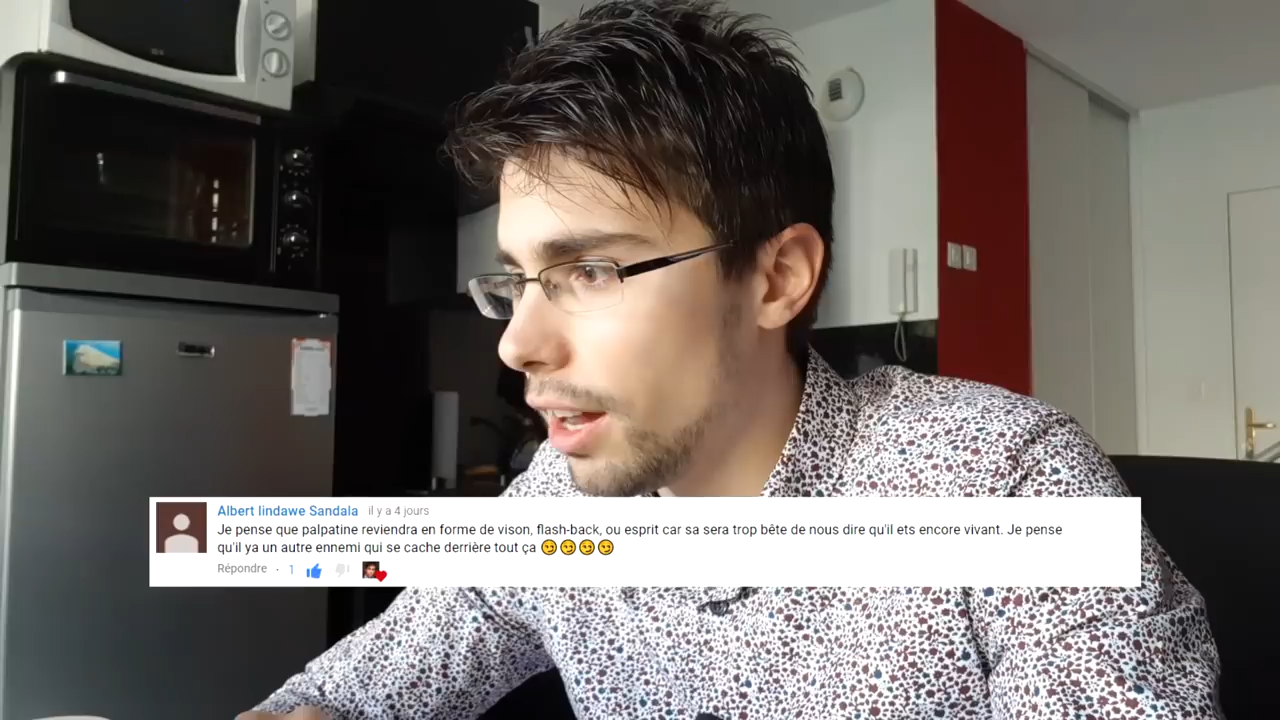 Albert lindawe Sandala il y a 4 jours
Je pense que palpatine reviendra en forme de vison, flash-back, ou esprit car sa sera trop bête de nous dire qu'il ets encore vivant. Je pense
qu'il ya un autre ennemi qui se cache derrière tout ça 😏😏😏😏
Répondre · 1